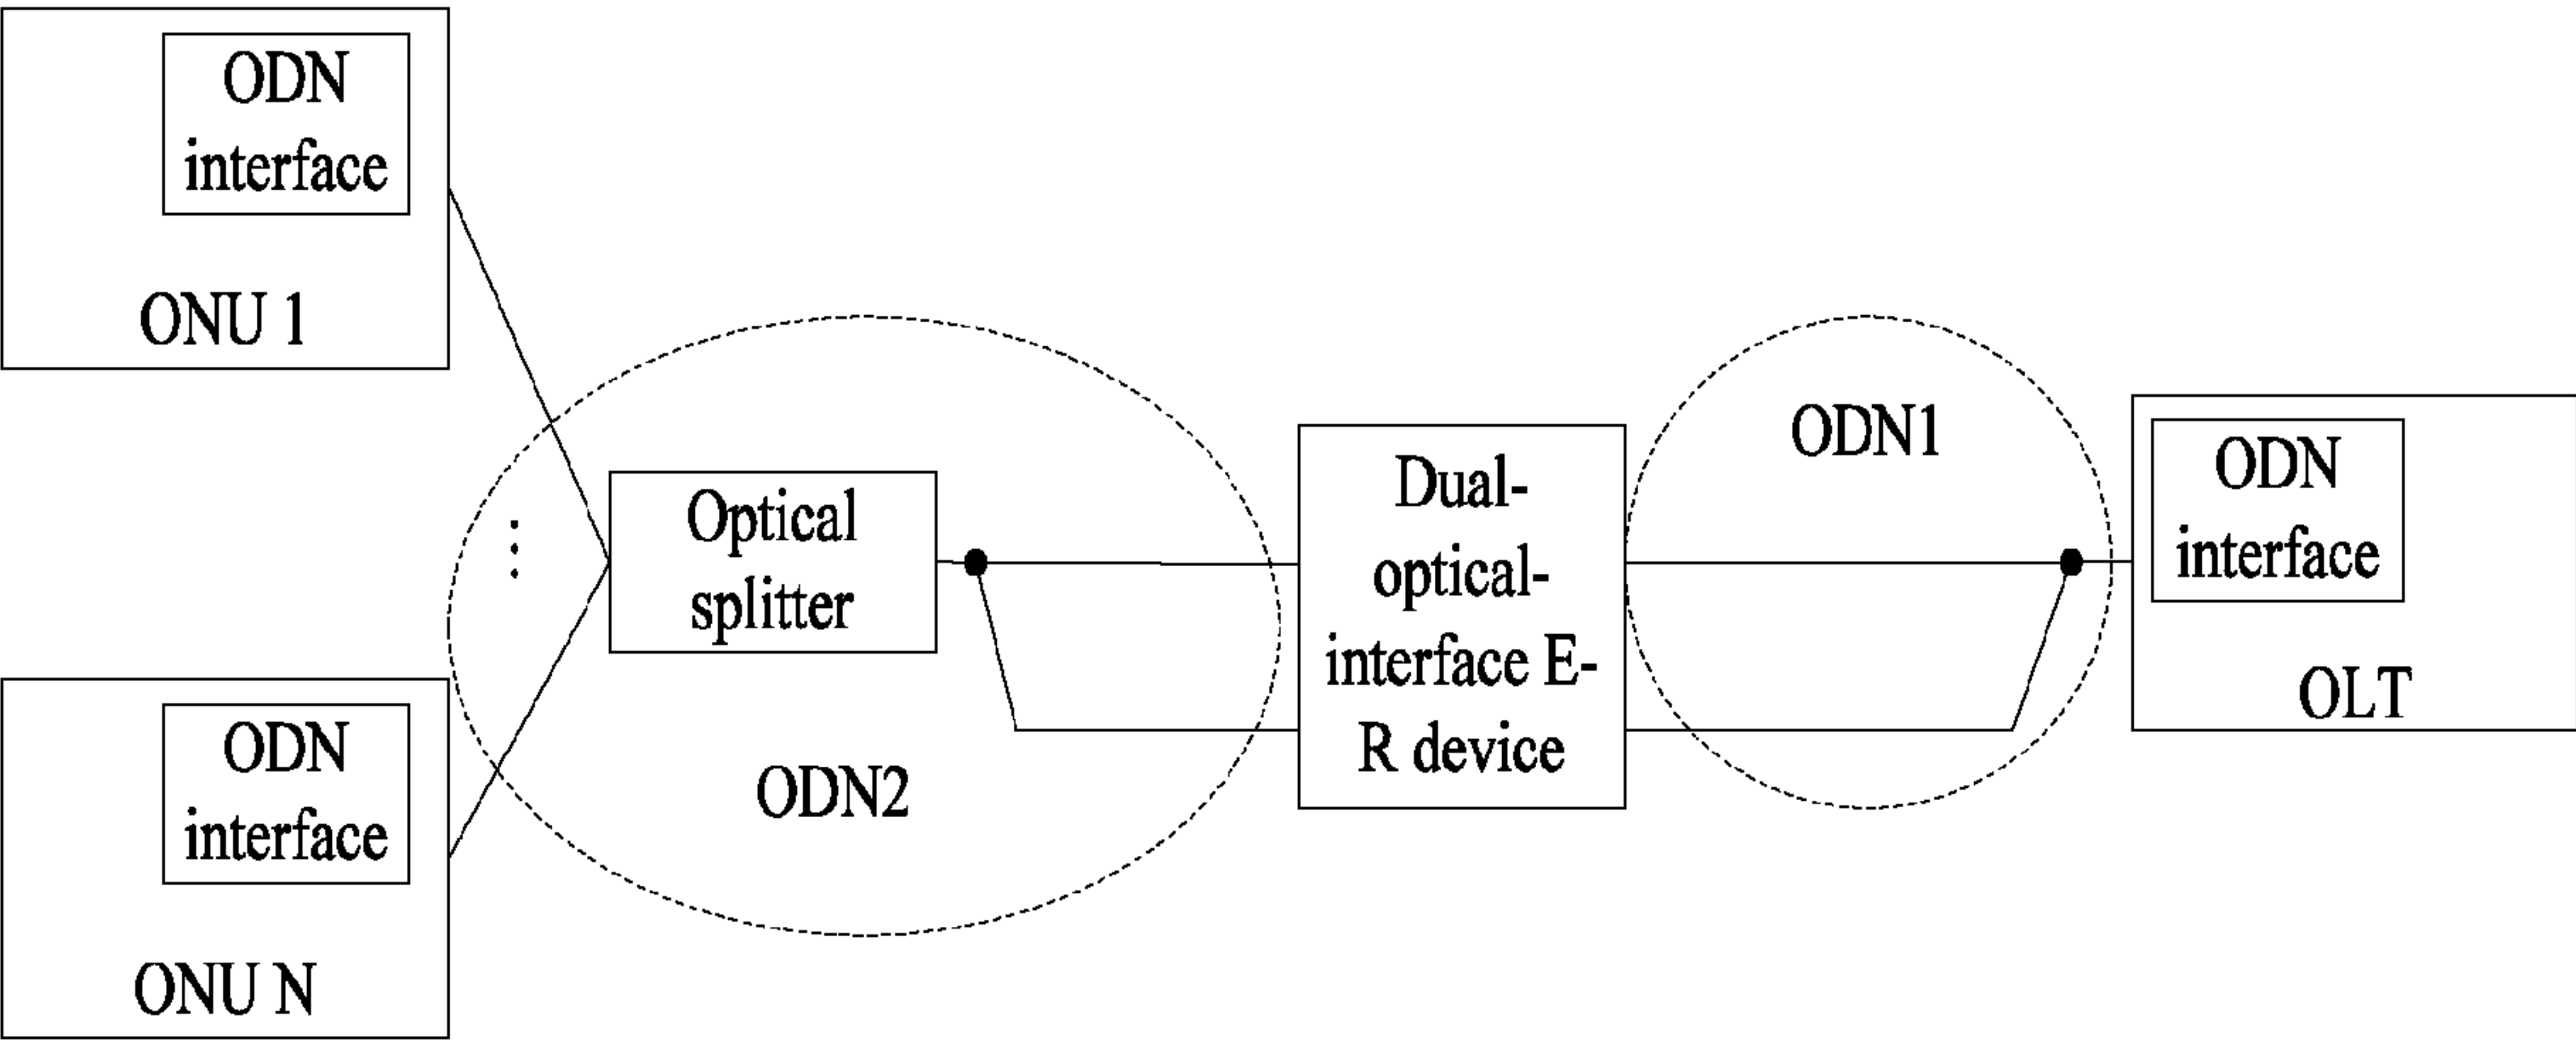 ODN
interface
ONU 1
ODN
interface
ONU N
Optical
splitter
ODN2
Dual-
optical-
interface E-
R device
ODN1
ODN
interface
OLT